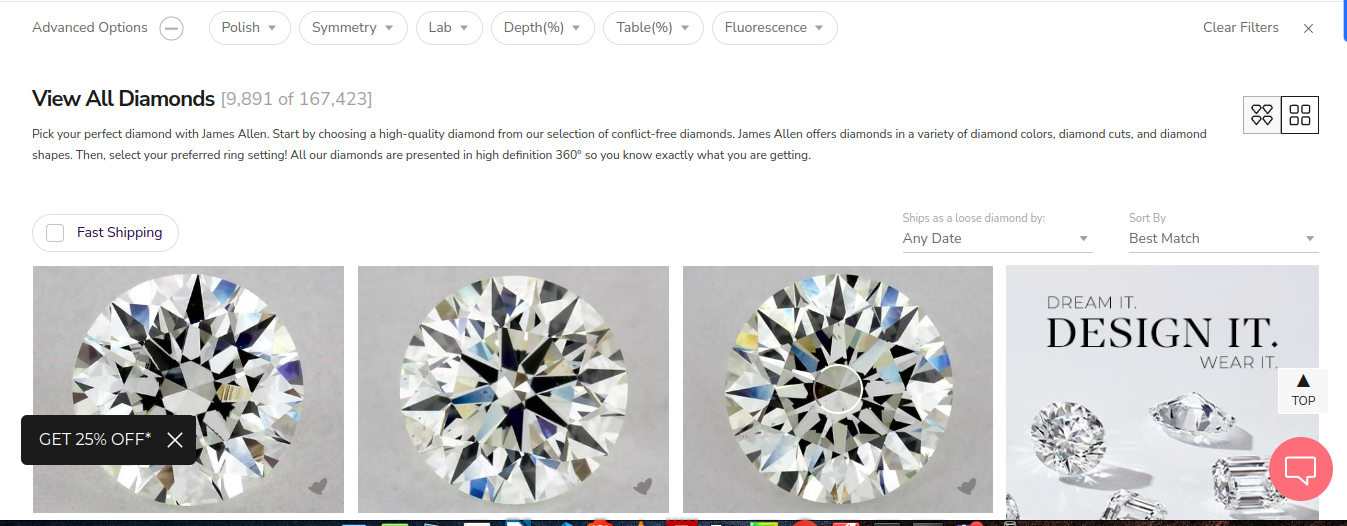 Advanced Options Polish Symmetry Lab Depth(%) Table(%) Fluorescence Clear Filters
View All Diamonds [9,891 of 167,423]
Pick your perfect diamond with James Allen. Start by choosing a high-quality diamond from our selection of conflict-free diamonds. James Allen offers diamonds in a variety of diamond colors, diamond cuts, and diamond
shapes. Then, select your preferred ring setting! All our diamonds are presented in high definition 360° so you know exactly what you are getting.
Fast Shipping
Ships as a loose diamond by:
Any Date
Sort By
Best Match
DREAM IT.
DESIGN IT.
WEAR IT.
TOP
GET 25% OFF*